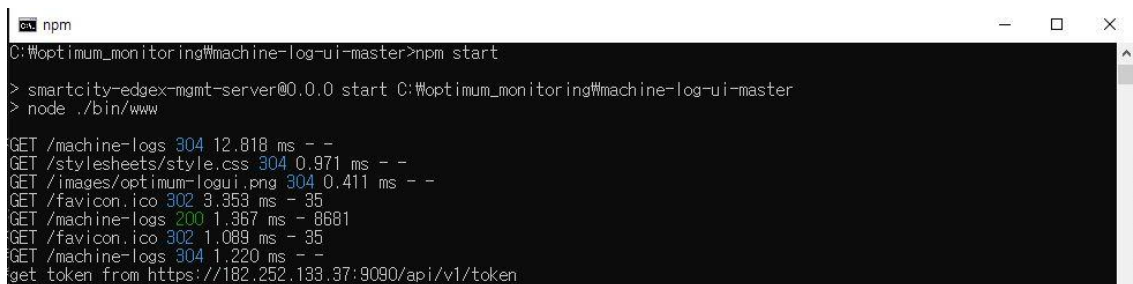 npm
C:₩optimum_monitoring₩machine-log-ui-master>npm start
> smartcity-edgex-mgmt-server@0.0.0 start C:₩optimum_monitoring₩machine-log-ui-master
> node ./bin/www
GET /machine-logs 304 12.818 ms - -
GET /stylesheets/style.css 304 0.971 ms - -
GET /images/optimum-logui.png 304 0.411 ms - -
GET /favicon.ico 302 3.353 ms - 35
GET /machine-logs 200 1.367 ms - 8681
GET /favicon.ico 302 1.089 ms - 35
GET /machine-logs 304 1.220 ms - -
get token from https://182.252.133.37:9090/api/v1/token